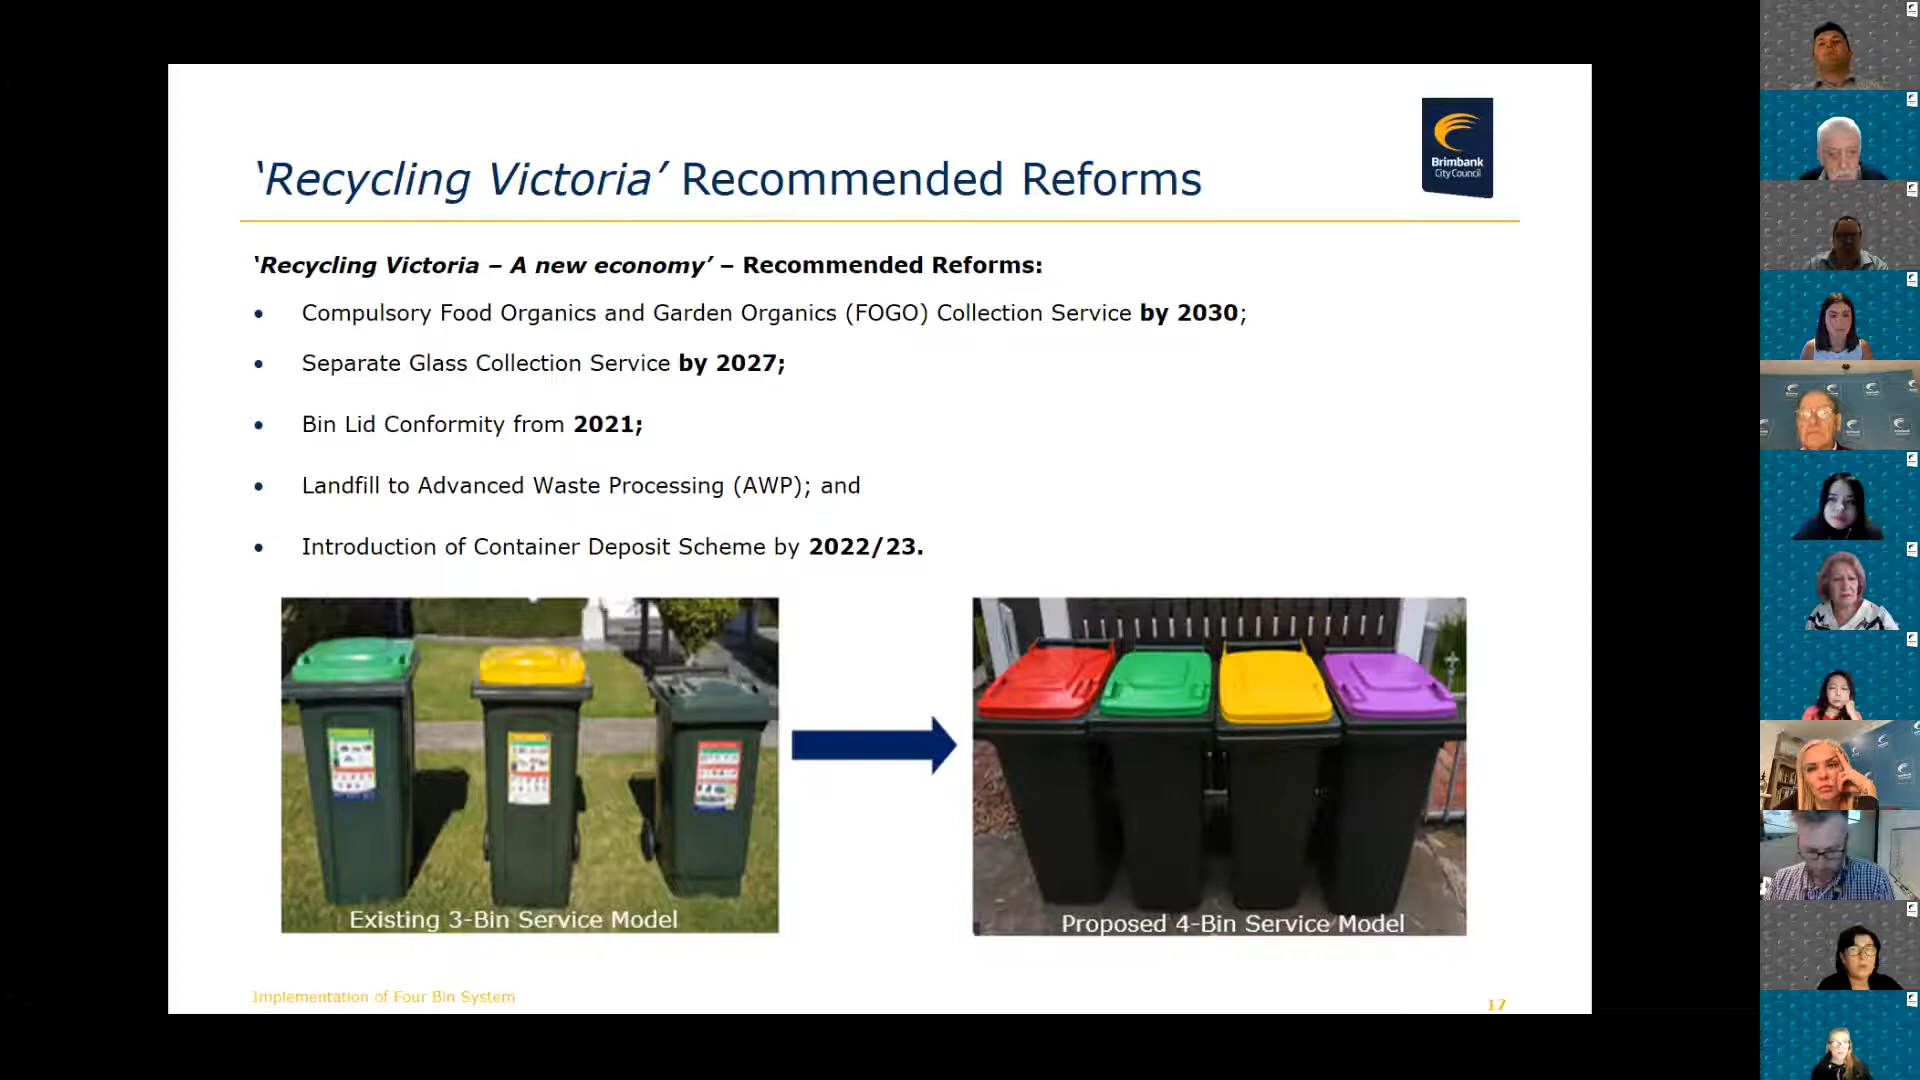 ‘Recycling Victoria’ Recommended Reforms
Brimbank
City Council
‘Recycling Victoria – A new economy’ – Recommended Reforms:
• Compulsory Food Organics and Garden Organics (FOGO) Collection Service by 2030;
• Separate Glass Collection Service by 2027;
• Bin Lid Conformity from 2021;
• Landfill to Advanced Waste Processing (AWP); and
• Introduction of Container Deposit Scheme by 2022/23.
Existing 3-Bin Service Model
Proposed 4-Bin Service Model
Implementation of Four Bin System
17